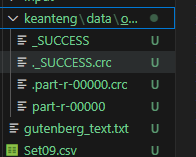 keanteng\data\o...
_SUCCESS U
._SUCCESS.crc U
.part-r-00000.crc U
part-r-00000 U
gutenberg_text.txt U
Set09.csv U